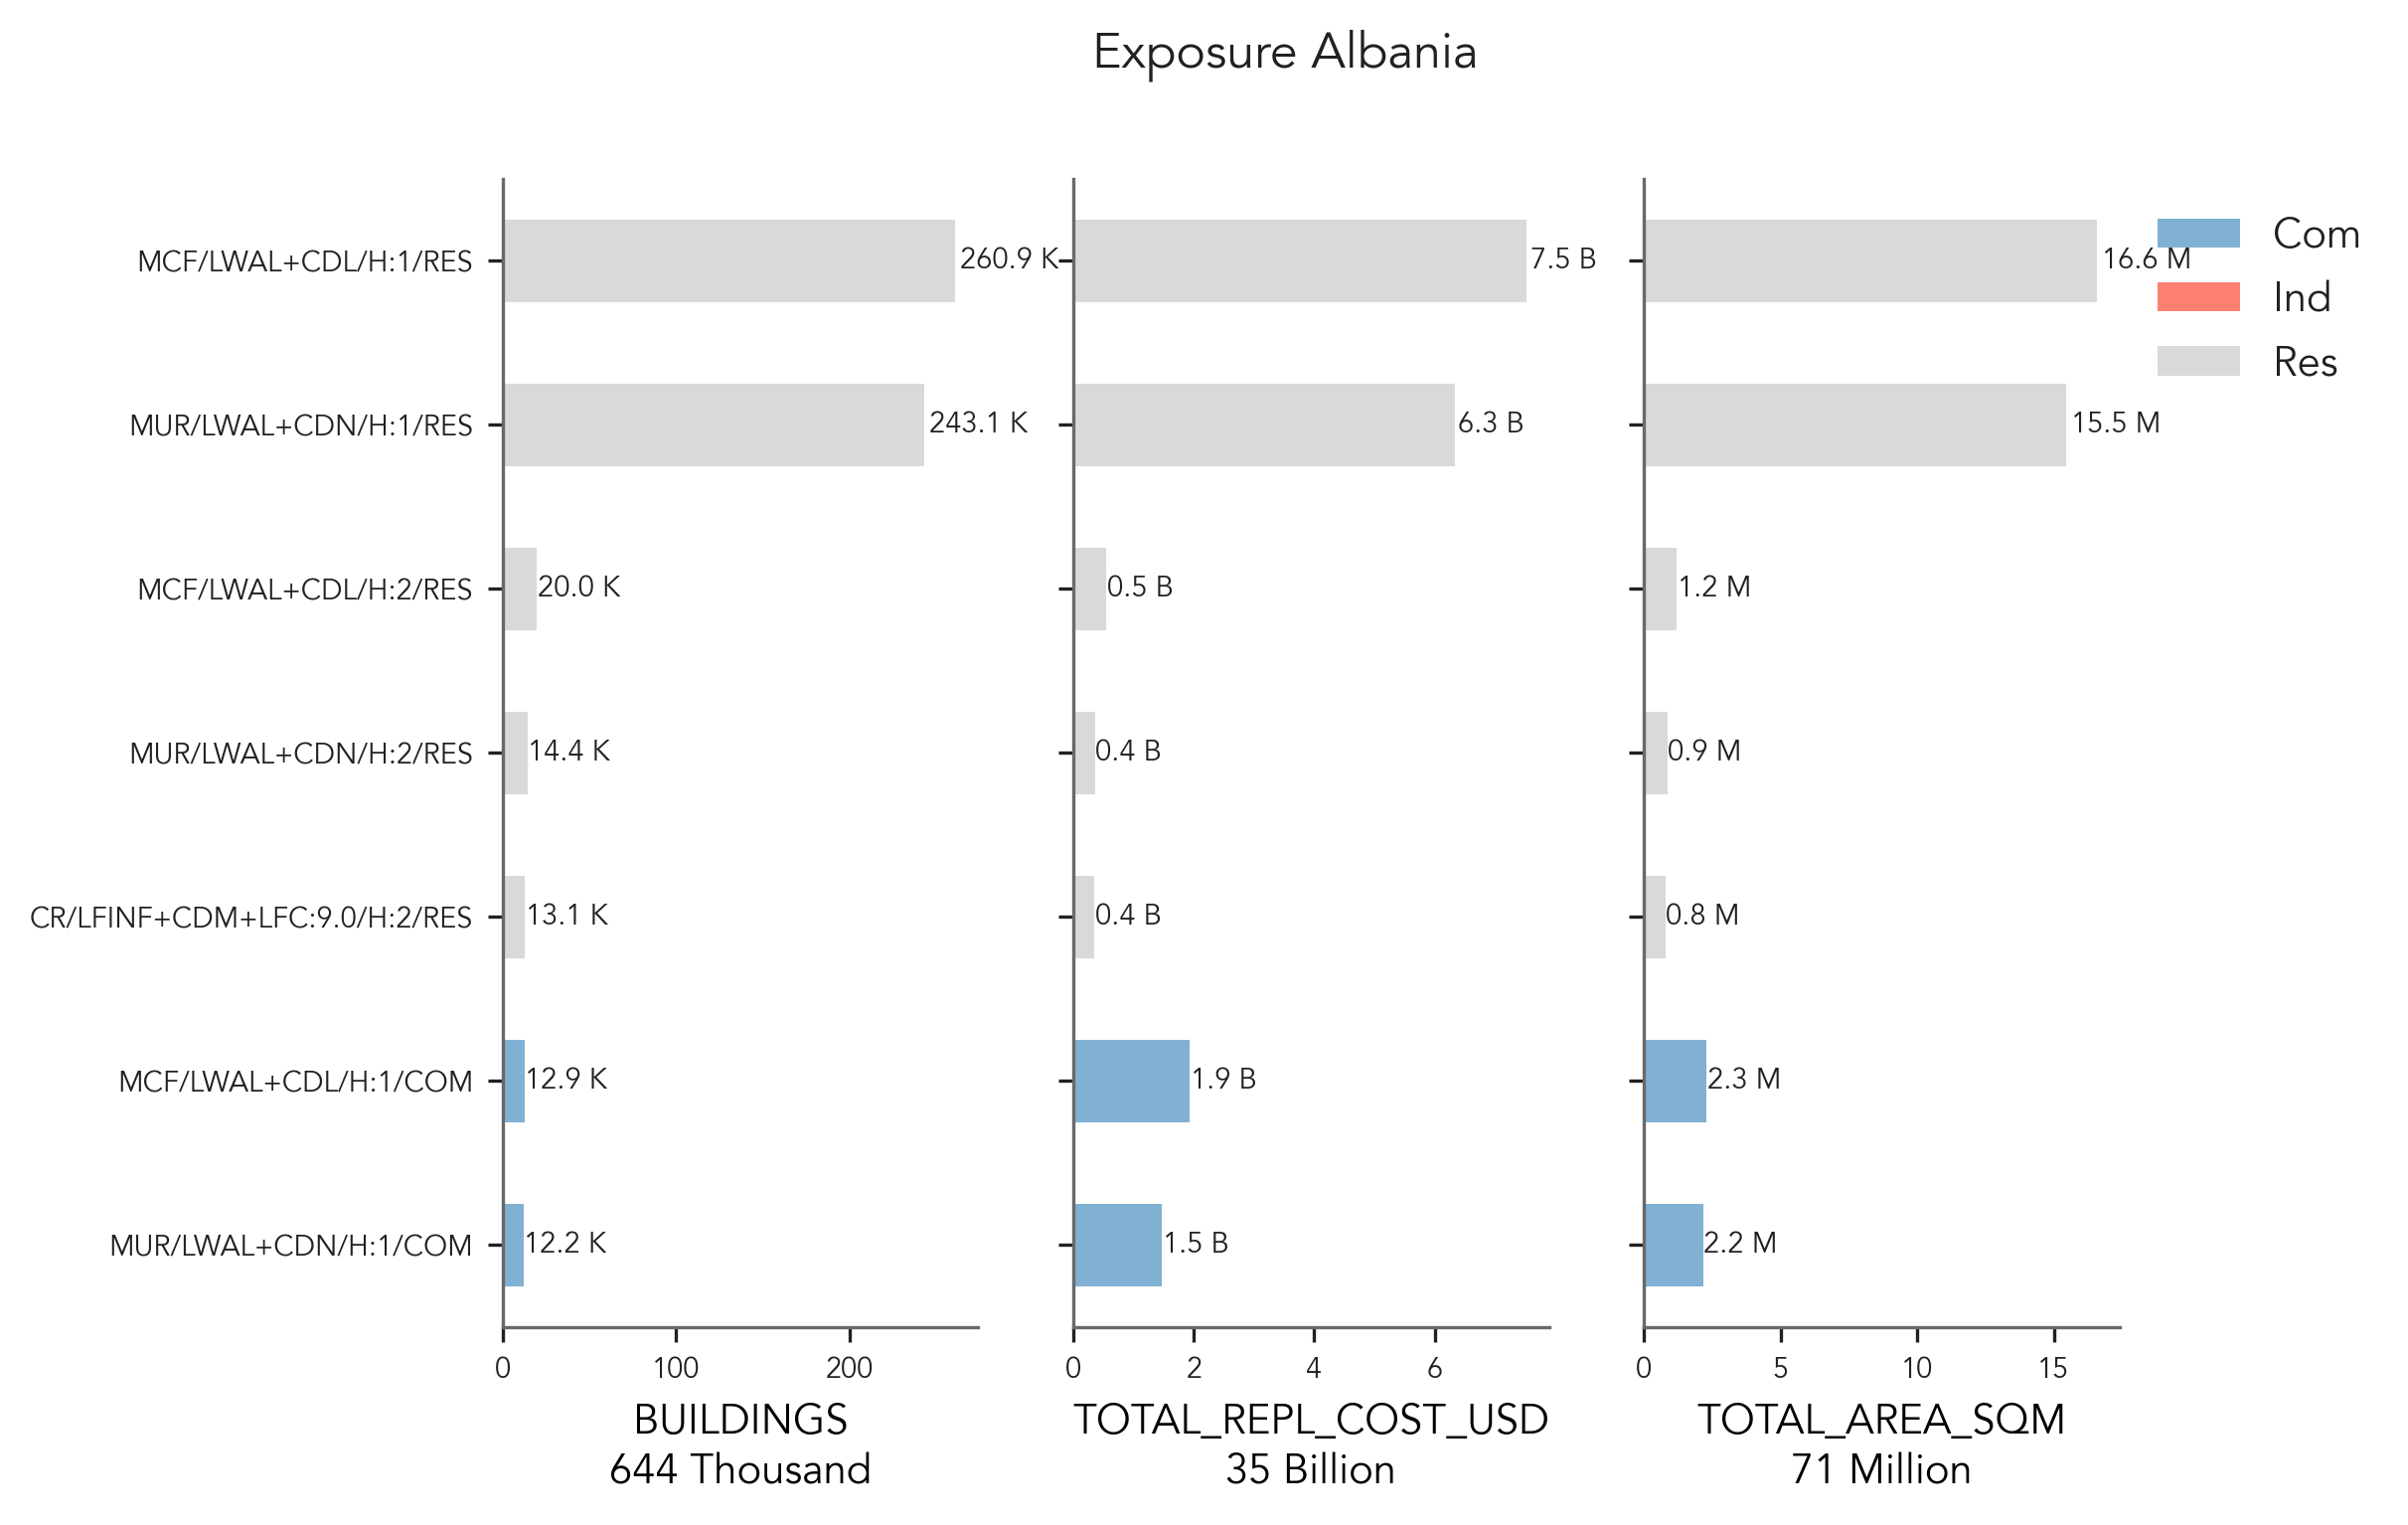 Exposure Albania
MCF/LWAL+CDL/H:1/RES 260.9 K 7.5 B 16.6 M
Com
Ind
Res
MUR/LWAL+CDN/H:1/RES 243.1 K 6.3 B 15.5 M
MCF/LWAL+CDL/H:2/RES 20.0 K 0.5 B 1.2 M
MUR/LWAL+CDN/H:2/RES 14.4 K 0.4 B 0.9 M
CR/LFINF+CDM+LFC:9.0/H:2/RES 13.1 K 0.4 B 0.8 M
MCF/LWAL+CDL/H:1/COM 12.9 K 1.9 B 2.3 M
MUR/LWAL+CDN/H:1/COM 12.2 K 1.5 B 2.2 M
0 100 200 0 2 4 6 0 5 10 15
BUILDINGS
644 Thousand
TOTAL_REPL_COST_USD
35 Billion
TOTAL_AREA_SQM
71 Million